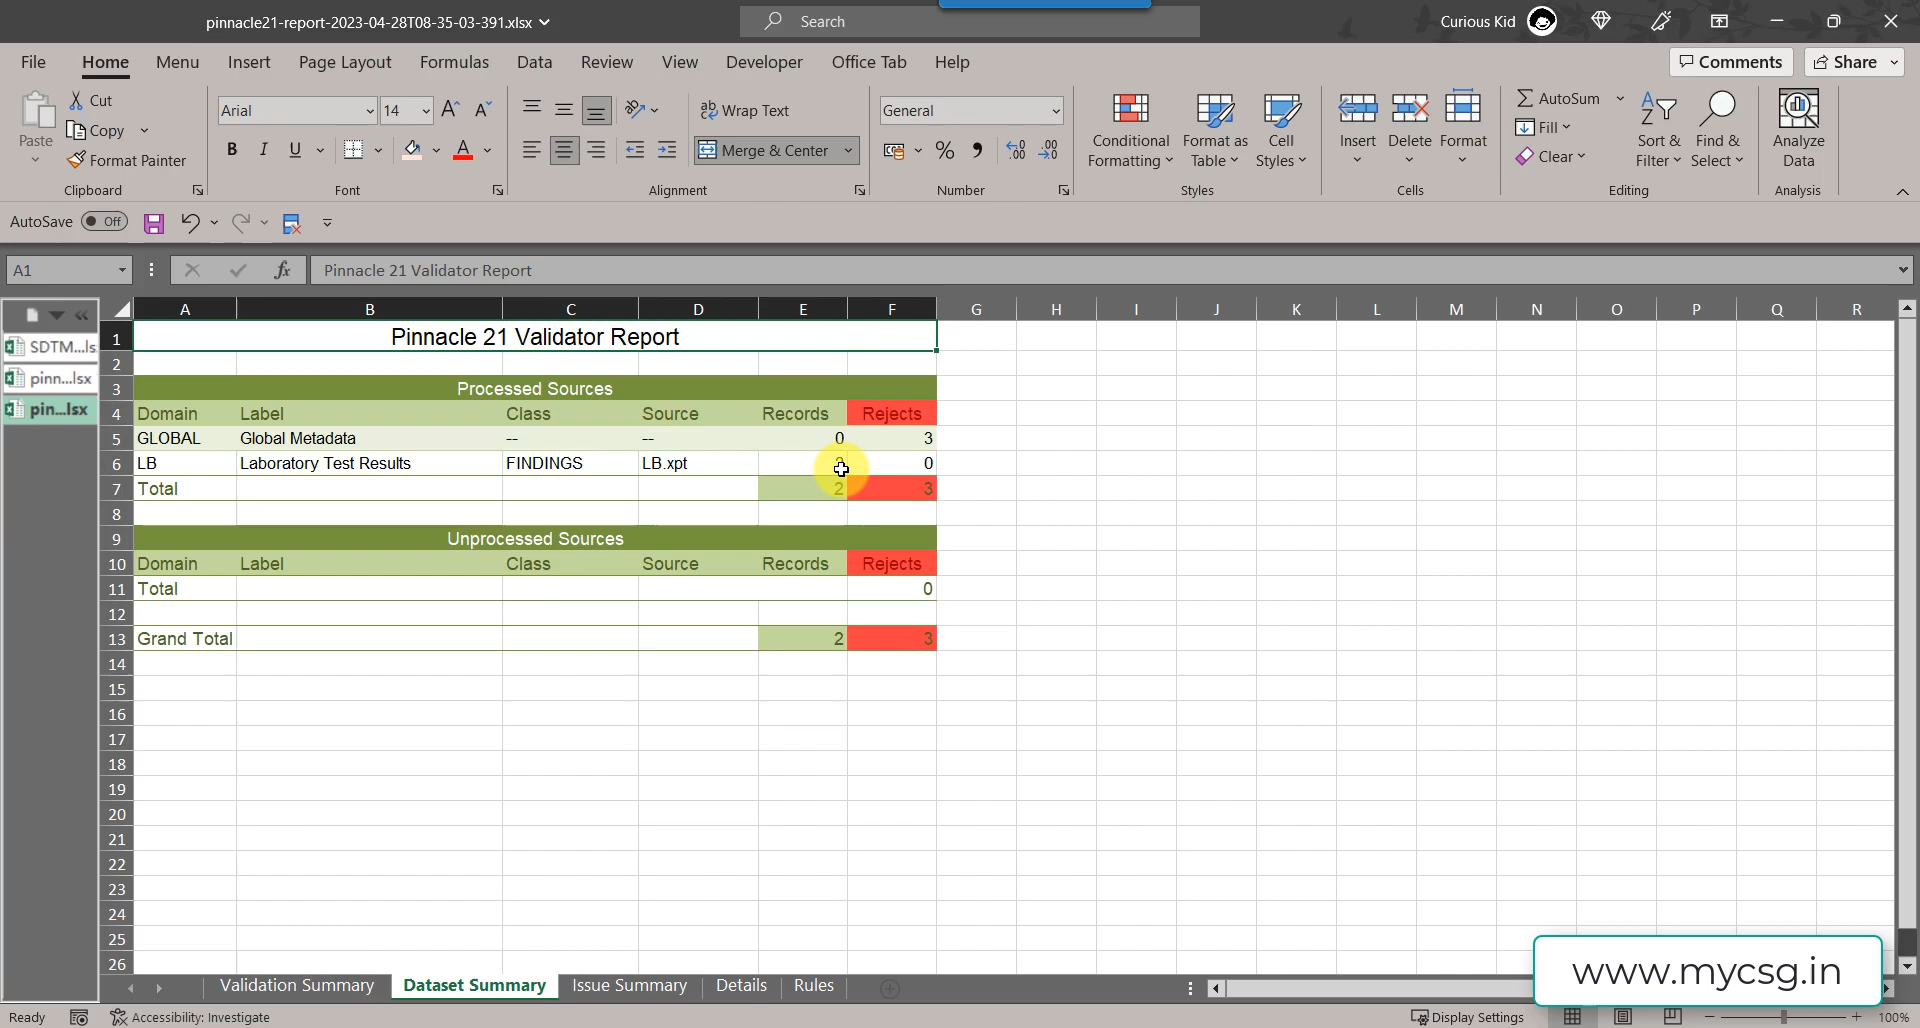 pinnacle21-report-2023-04-28T08-35-03-391.xlsx
Search
Curious Kid
File Home Menu Insert Page Layout Formulas Data Review View Developer Office Tab Help
Comments Share
Paste Cut Copy Format Painter
Arial 14
B I U A
ab Wrap Text
Merge & Center
General
Conditional Formatting Format as Table Cell Styles
Insert Delete Format
AutoSum Fill Clear
Sort & Filter Find & Select
Analyze Data
Clipboard Font Alignment Number Styles Cells Editing Analysis
AutoSave Off
A1 fx Pinnacle 21 Validator Report
A B C D E F G H I J K L M N O P Q R
SDTM...ls
pinn...lsx
pin...lsx
1 Pinnacle 21 Validator Report
2
3 Processed Sources
4 Domain Label Class Source Records Rejects
5 GLOBAL Global Metadata -- -- 0 3
6 LB Laboratory Test Results FINDINGS LB.xpt 0
7 Total 2 3
8
9 Unprocessed Sources
10 Domain Label Class Source Records Rejects
11 Total 0
12
13 Grand Total 2 3
14
15
16
17
18
19
20
21
22
23
24
25
26
www.mycsg.in
Validation Summary Dataset Summary Issue Summary Details Rules
Ready Accessibility: Investigate Display Settings 100%